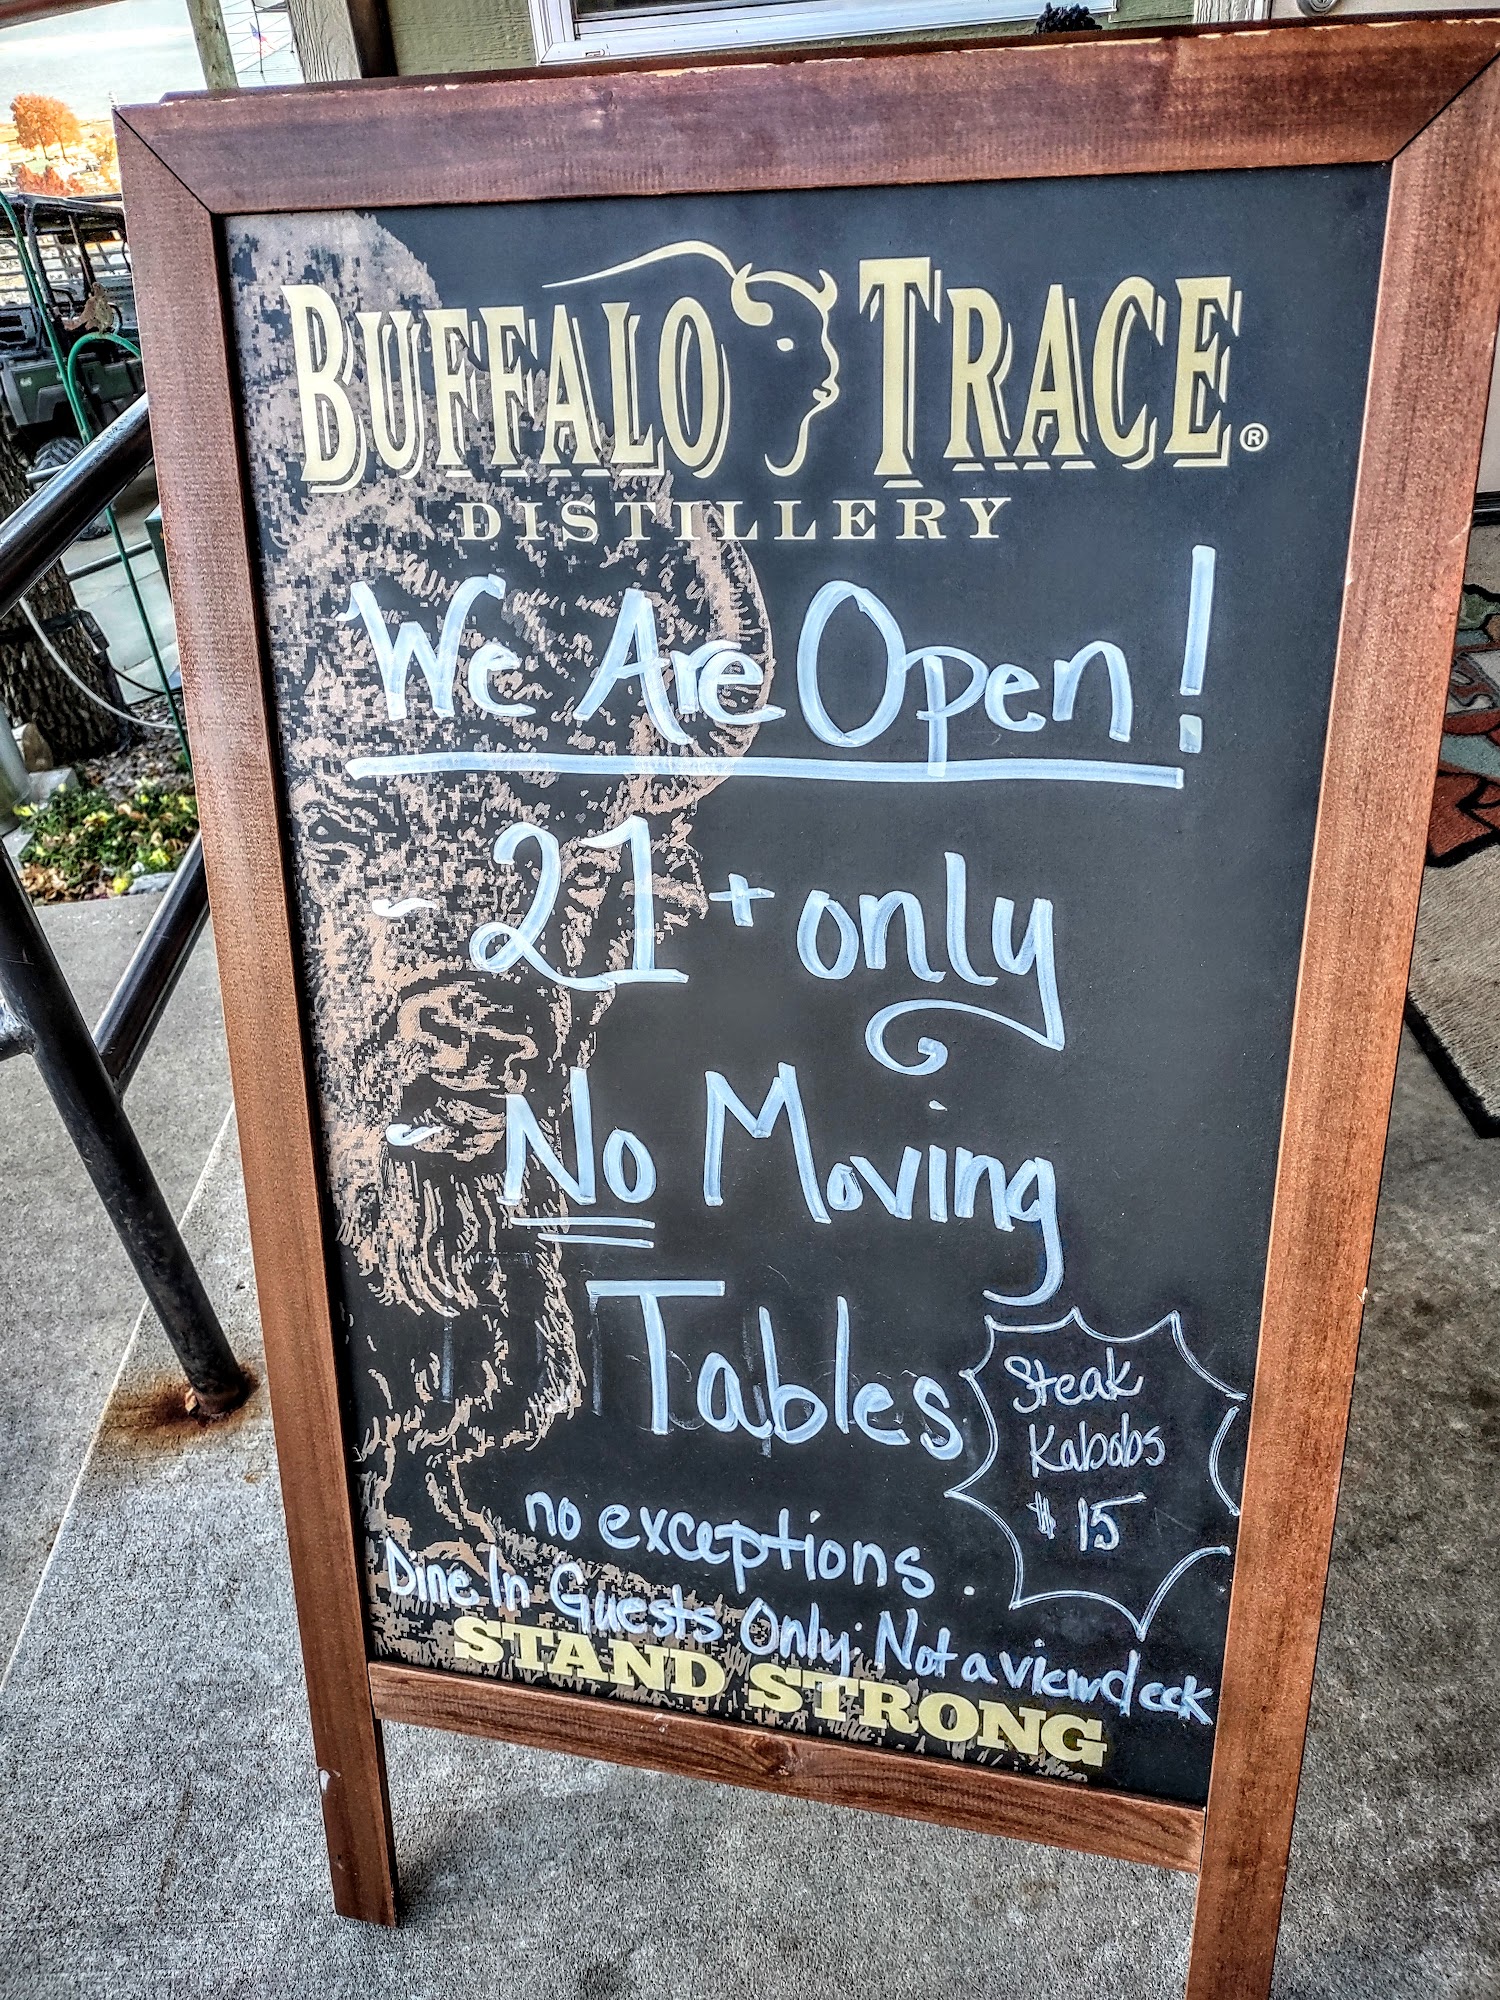 BUFFALO TRACE®
DISTILLERY
We Are Open!
- 21+ only
- No Moving
Tables
no exceptions.
Steak
Kabobs
$15
Dine In Guests Only. Not a viewdeck
STAND STRONG